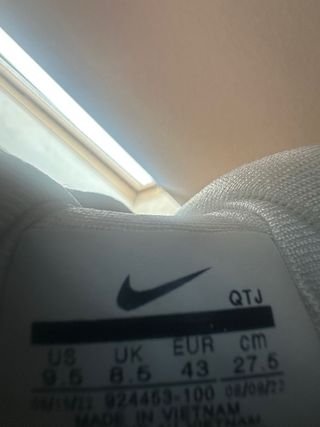 QTJ
US UK EUR cm
9.5 8.5 43 27.5
924453-100
MADE IN VIETNAM